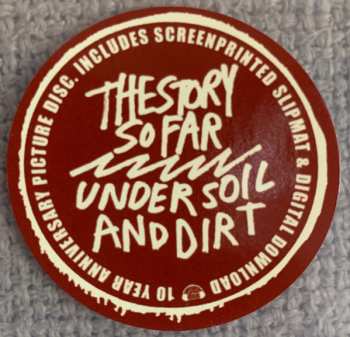 THE STORY
SO FAR
UNDER SOIL
AND DIRT
10 YEAR ANNIVERSARY PICTURE DISC. INCLUDES SCREENPRINTED SLIPMAT & DIGITAL DOWNLOAD